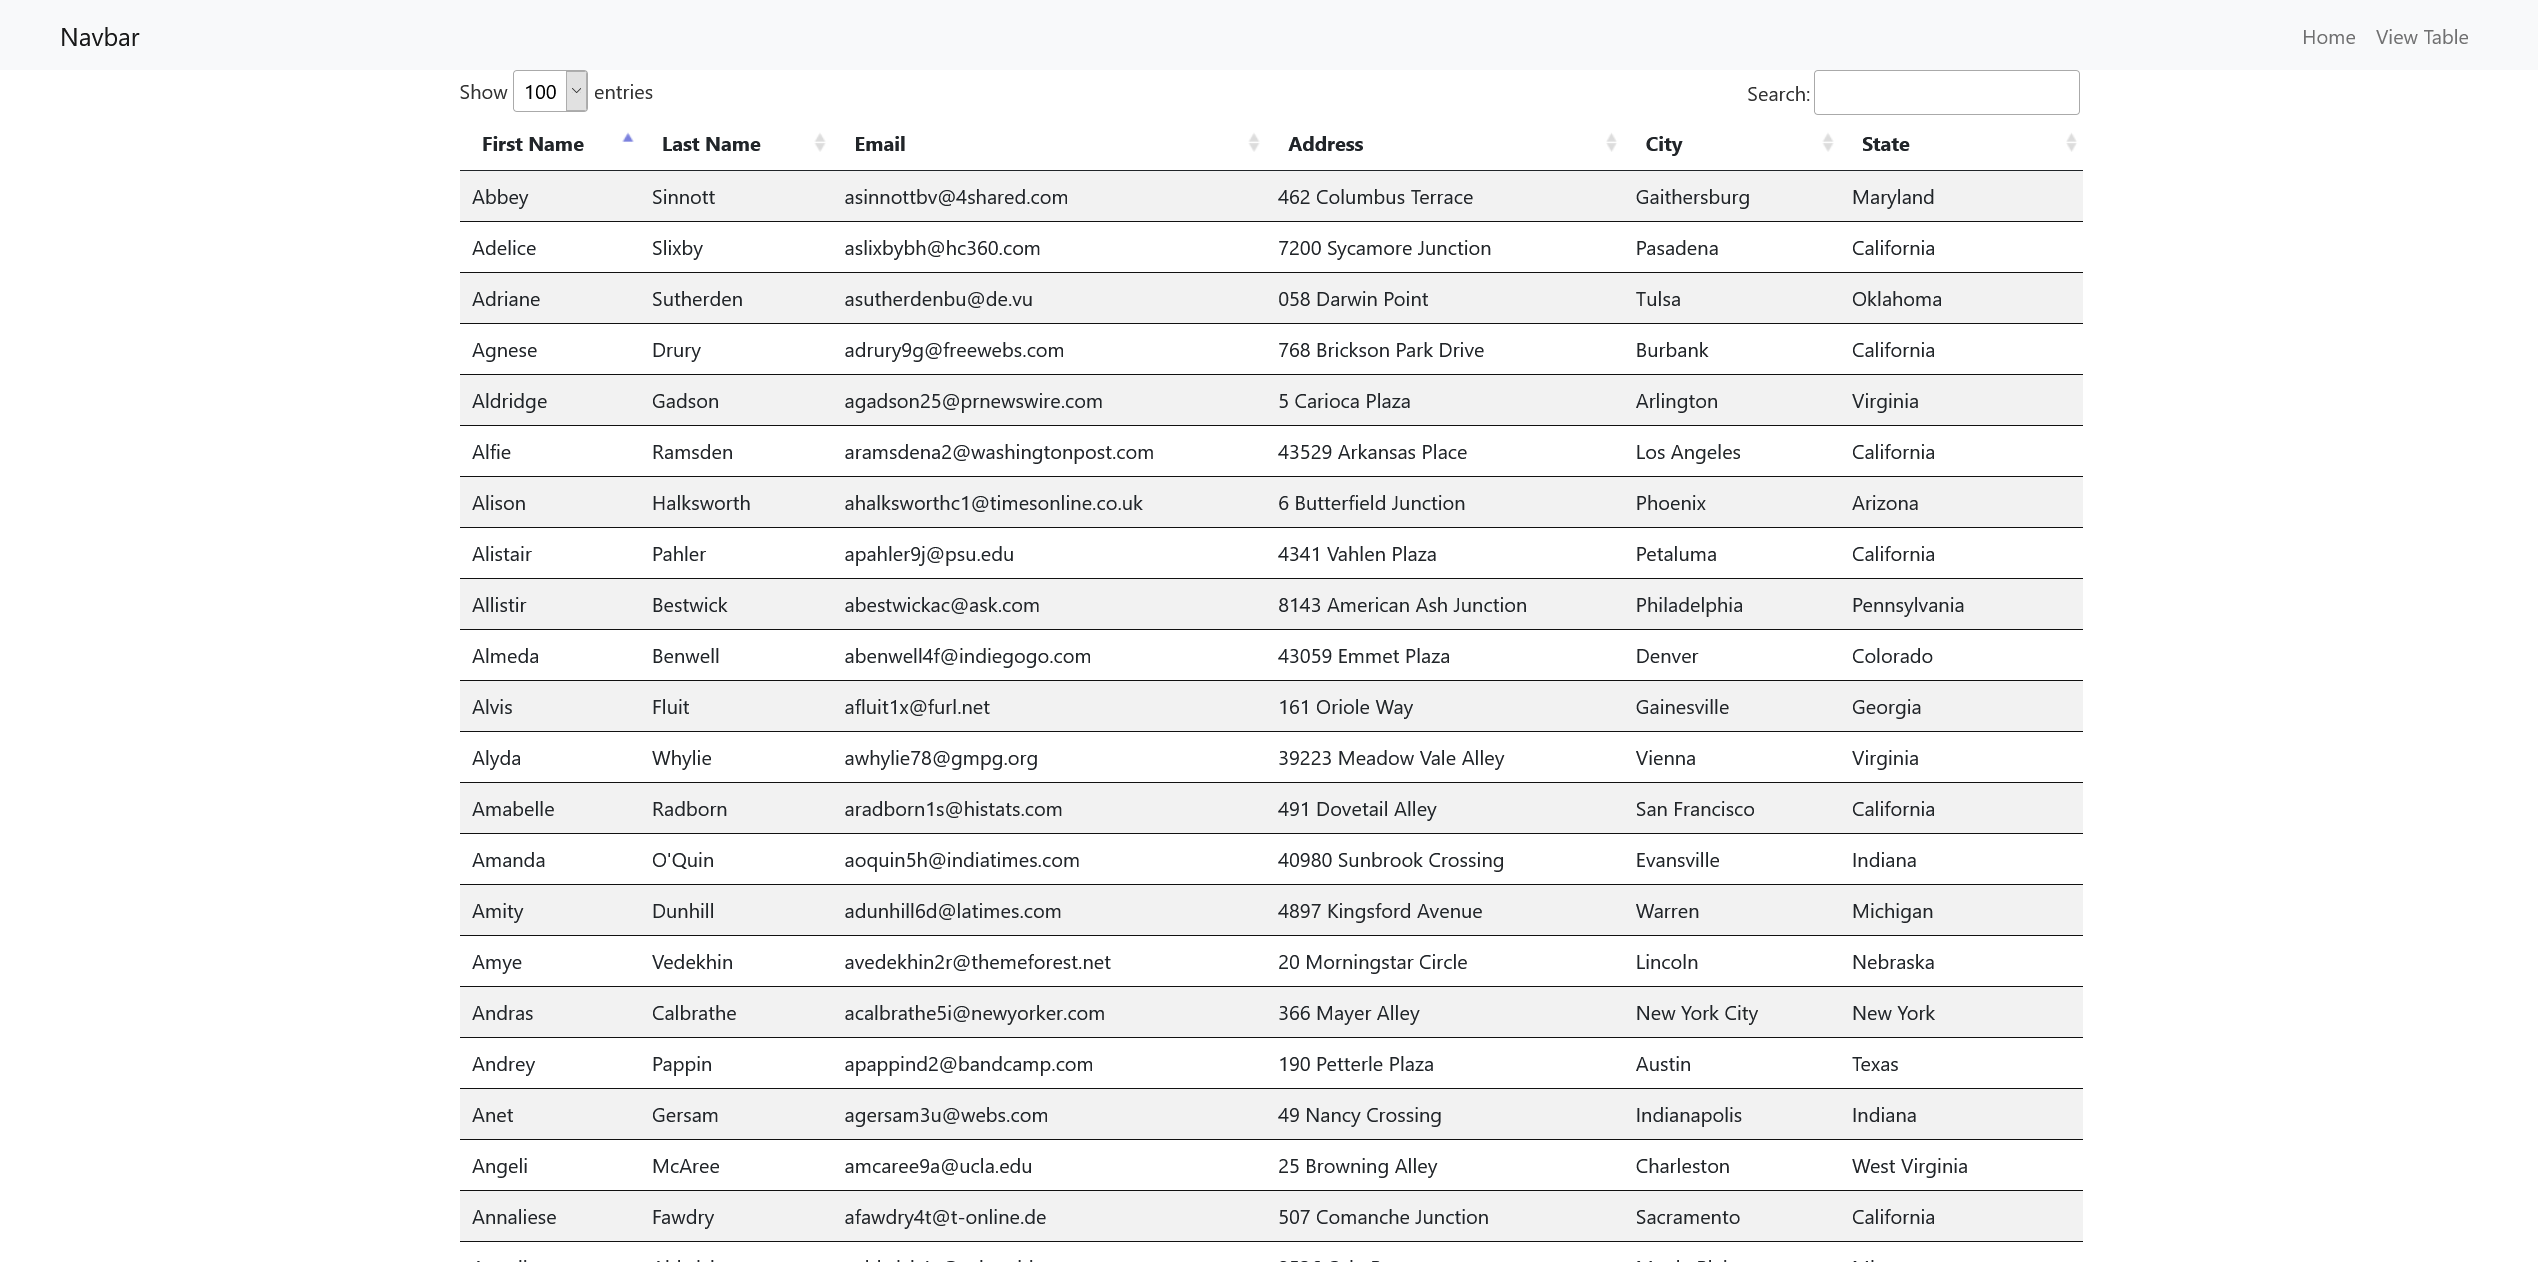 Navbar Home View Table
Show 100 entries Search:
First Name Last Name Email Address City State
Abbey Sinnott asinnottbv@4shared.com 462 Columbus Terrace Gaithersburg Maryland
Adelice Slixby aslixbybh@hc360.com 7200 Sycamore Junction Pasadena California
Adriane Sutherden asutherdenbu@de.vu 058 Darwin Point Tulsa Oklahoma
Agnese Drury adrury9g@freewebs.com 768 Brickson Park Drive Burbank California
Aldridge Gadson agadson25@prnewswire.com 5 Carioca Plaza Arlington Virginia
Alfie Ramsden aramsdena2@washingtonpost.com 43529 Arkansas Place Los Angeles California
Alison Halksworth ahalksworthc1@timesonline.co.uk 6 Butterfield Junction Phoenix Arizona
Alistair Pahler apahler9j@psu.edu 4341 Vahlen Plaza Petaluma California
Allistir Bestwick abestwickac@ask.com 8143 American Ash Junction Philadelphia Pennsylvania
Almeda Benwell abenwell4f@indiegogo.com 43059 Emmet Plaza Denver Colorado
Alvis Fluit afluit1x@furl.net 161 Oriole Way Gainesville Georgia
Alyda Whylie awhylie78@gmpg.org 39223 Meadow Vale Alley Vienna Virginia
Amabelle Radborn aradborn1s@histats.com 491 Dovetail Alley San Francisco California
Amanda O'Quin aoquin5h@indiatimes.com 40980 Sunbrook Crossing Evansville Indiana
Amity Dunhill adunhill6d@latimes.com 4897 Kingsford Avenue Warren Michigan
Amye Vedekhin avedekhin2r@themeforest.net 20 Morningstar Circle Lincoln Nebraska
Andras Calbrathe acalbrathe5i@newyorker.com 366 Mayer Alley New York City New York
Andrey Pappin apappind2@bandcamp.com 190 Petterle Plaza Austin Texas
Anet Gersam agersam3u@webs.com 49 Nancy Crossing Indianapolis Indiana
Angeli McAree amcaree9a@ucla.edu 25 Browning Alley Charleston West Virginia
Annaliese Fawdry afawdry4t@t-online.de 507 Comanche Junction Sacramento California